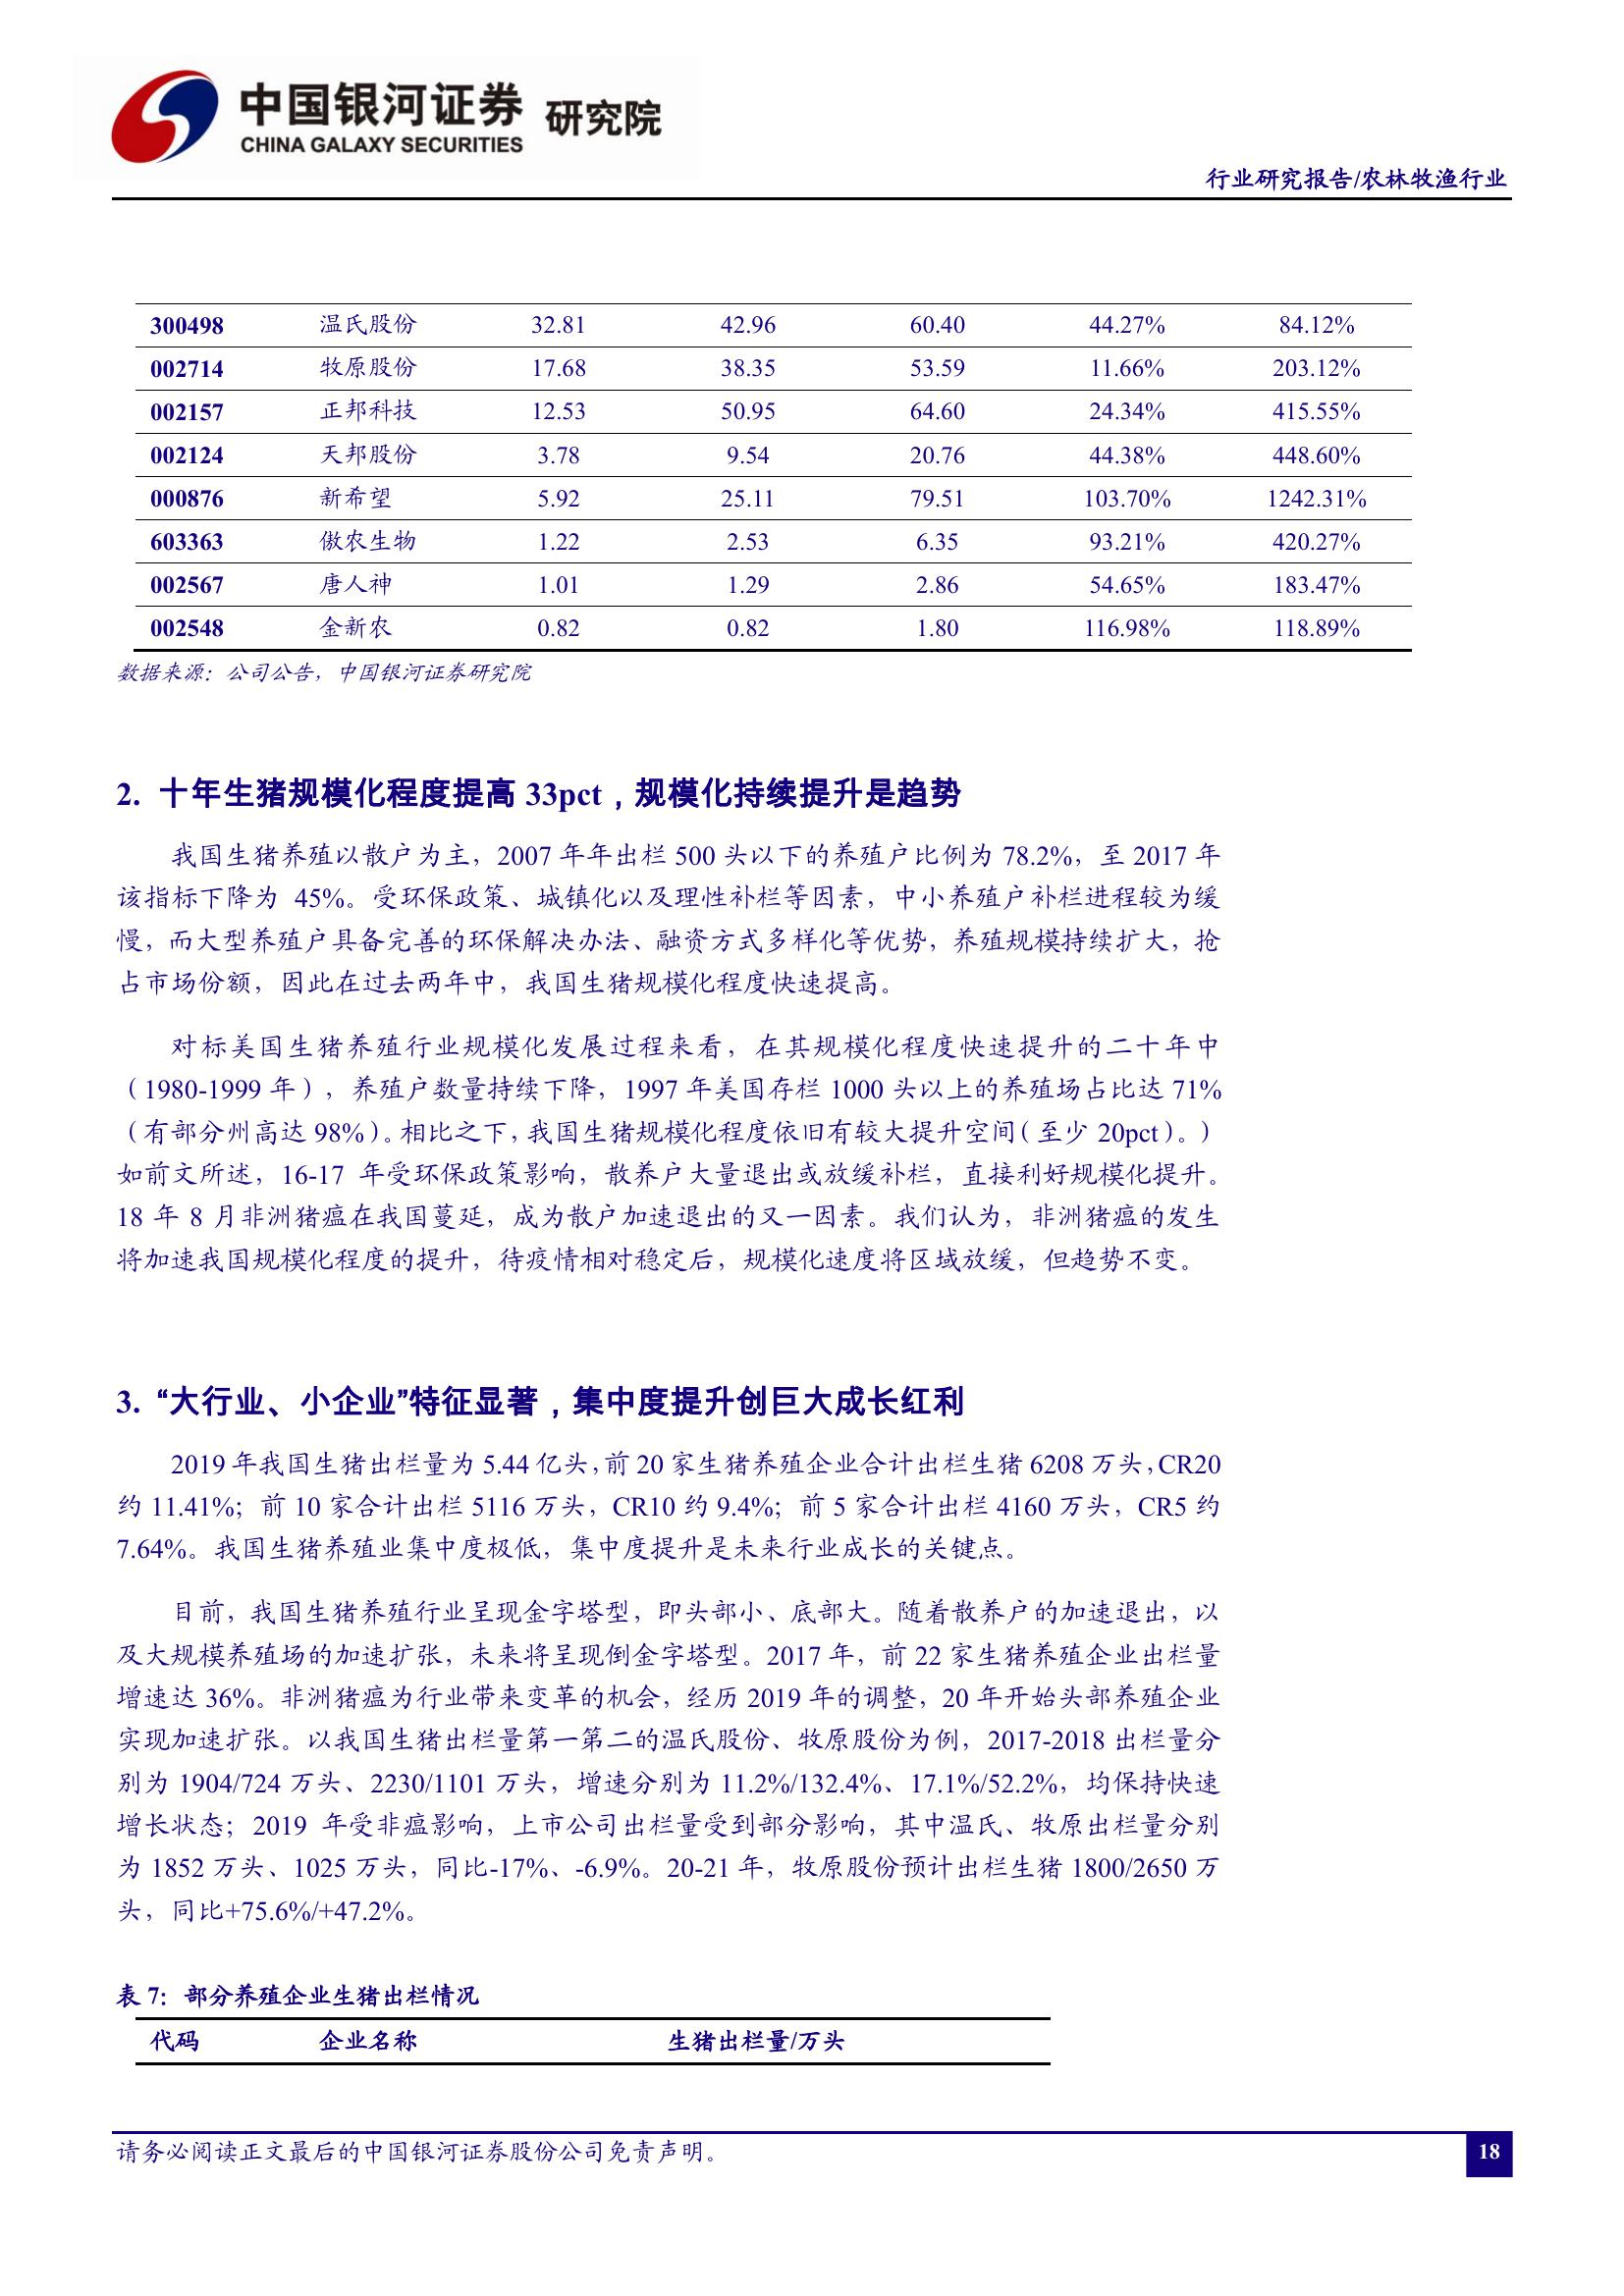 中国银河证券 研究院
CHINA GALAXY SECURITIES
行业研究报告/农林牧渔行业
300498 温氏股份 32.81 42.96 60.40 44.27% 84.12%
002714 牧原股份 17.68 38.35 53.59 11.66% 203.12%
002157 正邦科技 12.53 50.95 64.60 24.34% 415.55%
002124 天邦股份 3.78 9.54 20.76 44.38% 448.60%
000876 新希望 5.92 25.11 79.51 103.70% 1242.31%
603363 傲农生物 1.22 2.53 6.35 93.21% 420.27%
002567 唐人神 1.01 1.29 2.86 54.65% 183.47%
002548 金新农 0.82 0.82 1.80 116.98% 118.89%
数据来源：公司公告，中国银河证券研究院
2. 十年生猪规模化程度提高 33pct，规模化持续提升是趋势
我国生猪养殖以散户为主，2007 年年出栏 500 头以下的养殖户比例为 78.2%，至 2017 年
该指标下降为 45%。受环保政策、城镇化以及理性补栏等因素，中小养殖户补栏进程较为缓
慢，而大型养殖户具备完善的环保解决办法、融资方式多样化等优势，养殖规模持续扩大，抢
占市场份额，因此在过去两年中，我国生猪规模化程度快速提高。
对标美国生猪养殖行业规模化发展过程来看，在其规模化程度快速提升的二十年中
（1980-1999 年），养殖户数量持续下降，1997 年美国存栏 1000 头以上的养殖场占比达 71%
（有部分州高达 98%）。相比之下，我国生猪规模化程度依旧有较大提升空间（至少 20pct）。）
如前文所述，16-17 年受环保政策影响，散养户大量退出或放缓补栏，直接利好规模化提升。
18 年 8 月非洲猪瘟在我国蔓延，成为散户加速退出的又一因素。我们认为，非洲猪瘟的发生
将加速我国规模化程度的提升，待疫情相对稳定后，规模化速度将区域放缓，但趋势不变。
3. “大行业、小企业”特征显著，集中度提升创巨大成长红利
2019 年我国生猪出栏量为 5.44 亿头，前 20 家生猪养殖企业合计出栏生猪 6208 万头，CR20
约 11.41%；前 10 家合计出栏 5116 万头，CR10 约 9.4%；前 5 家合计出栏 4160 万头，CR5 约
7.64%。我国生猪养殖业集中度极低，集中度提升是未来行业成长的关键点。
目前，我国生猪养殖行业呈现金字塔型，即头部小、底部大。随着散养户的加速退出，以
及大规模养殖场的加速扩张，未来将呈现倒金字塔型。2017 年，前 22 家生猪养殖企业出栏量
增速达 36%。非洲猪瘟为行业带来变革的机会，经历 2019 年的调整，20 年开始头部养殖企业
实现加速扩张。以我国生猪出栏量第一第二的温氏股份、牧原股份为例，2017-2018 出栏量分
别为 1904/724 万头、2230/1101 万头，增速分别为 11.2%/132.4%、17.1%/52.2%，均保持快速
增长状态；2019 年受非瘟影响，上市公司出栏量受到部分影响，其中温氏、牧原出栏量分别
为 1852 万头、1025 万头，同比-17%、-6.9%。20-21 年，牧原股份预计出栏生猪 1800/2650 万
头，同比+75.6%/+47.2%。
表 7：部分养殖企业生猪出栏情况
代码 企业名称 生猪出栏量/万头
请务必阅读正文最后的中国银河证券股份公司免责声明。 18